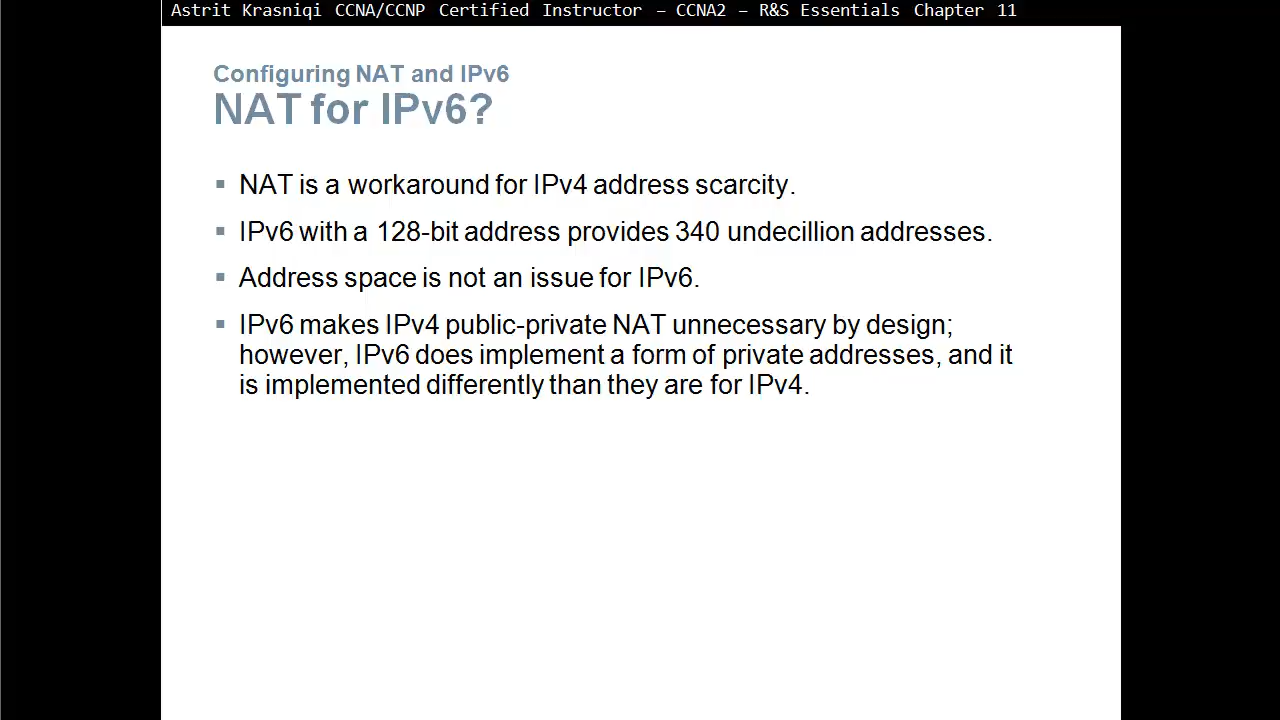 Astrit Krasniqi CCNA/CCNP Certified Instructor – CCNA2 – R&S Essentials Chapter 11
Configuring NAT and IPv6
NAT for IPv6?
▪ NAT is a workaround for IPv4 address scarcity.
▪ IPv6 with a 128-bit address provides 340 undecillion addresses.
▪ Address space is not an issue for IPv6.
▪ IPv6 makes IPv4 public-private NAT unnecessary by design;
however, IPv6 does implement a form of private addresses, and it
is implemented differently than they are for IPv4.